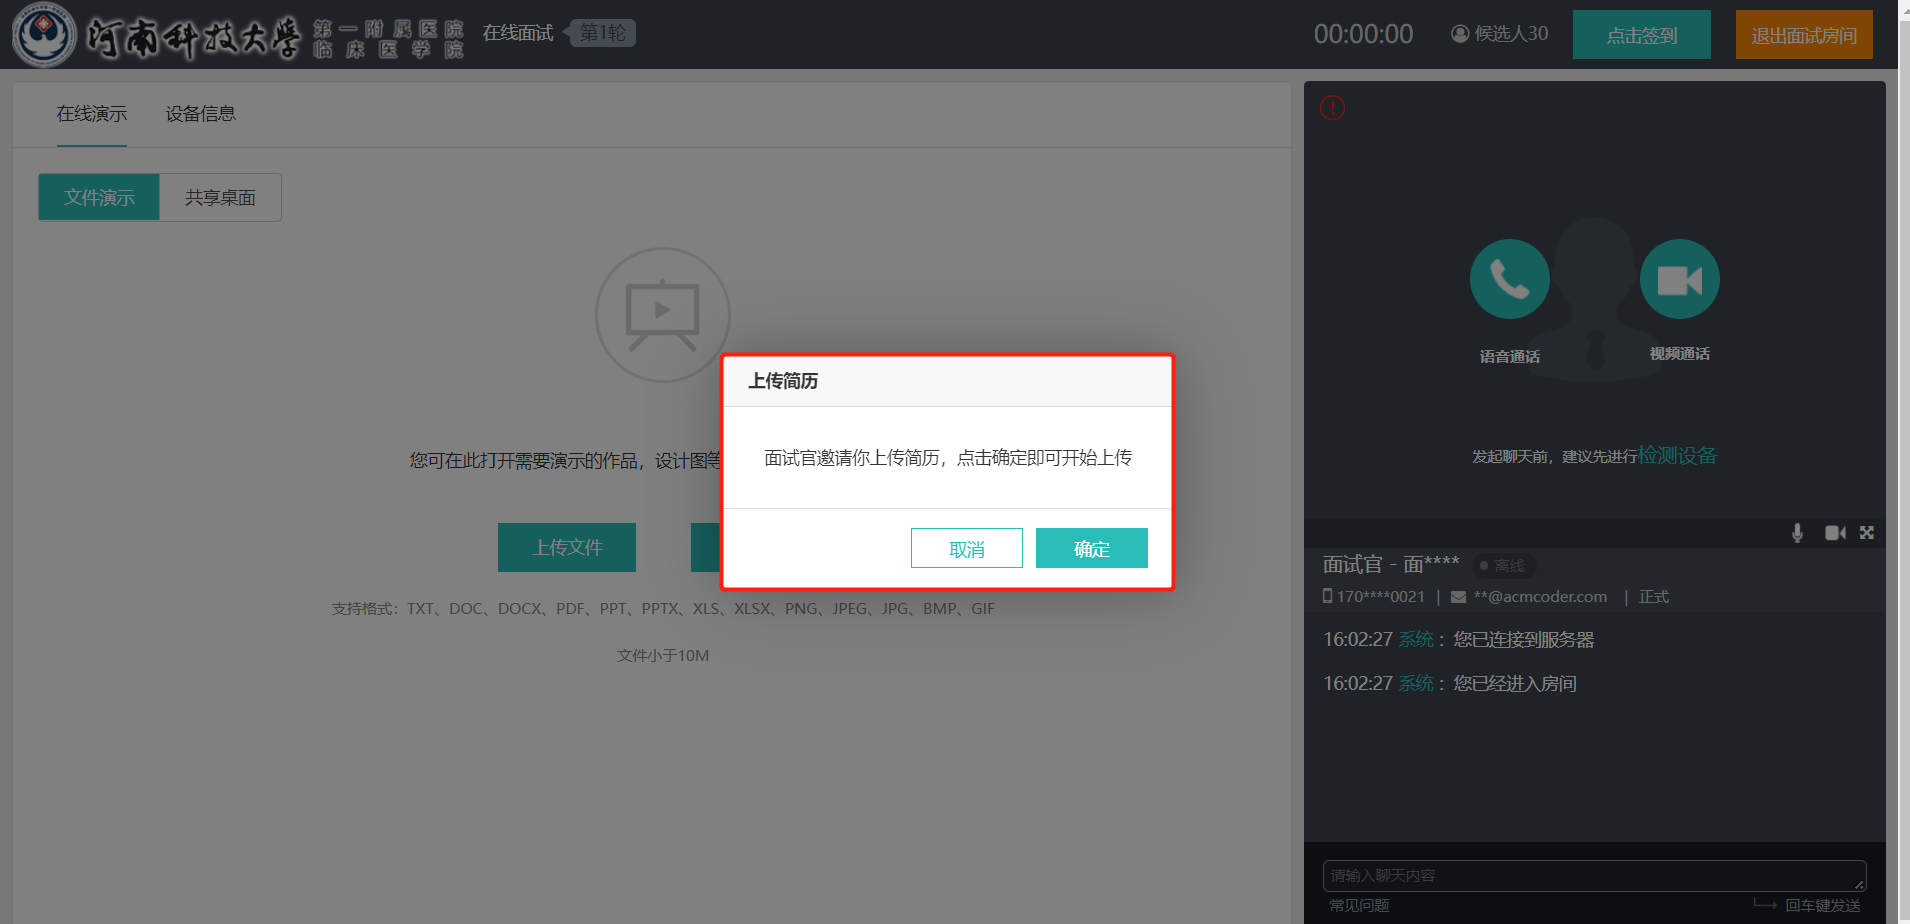 河南科技大学 第一附属医院
临床医学院
在线面试 第1轮
00:00:00 候选人30 点击签到 退出面试房间
在线演示 设备信息
文件演示 共享桌面
您可在此打开需要演示的作品，设计图等
上传文件
支持格式：TXT、DOC、DOCX、PDF、PPT、PPTX、XLS、XLSX、PNG、JPEG、JPG、BMP、GIF
文件小于10M
上传简历
面试官邀请你上传简历，点击确定即可开始上传
取消 确定
语音通话 视频通话
发起聊天前，建议先进行检测设备
面试官 - 面**** 离线
170****0021 | **@acmcoder.com | 正式
16:02:27 系统： 您已连接到服务器
16:02:27 系统： 您已经进入房间
请输入聊天内容
常见问题 回车键发送